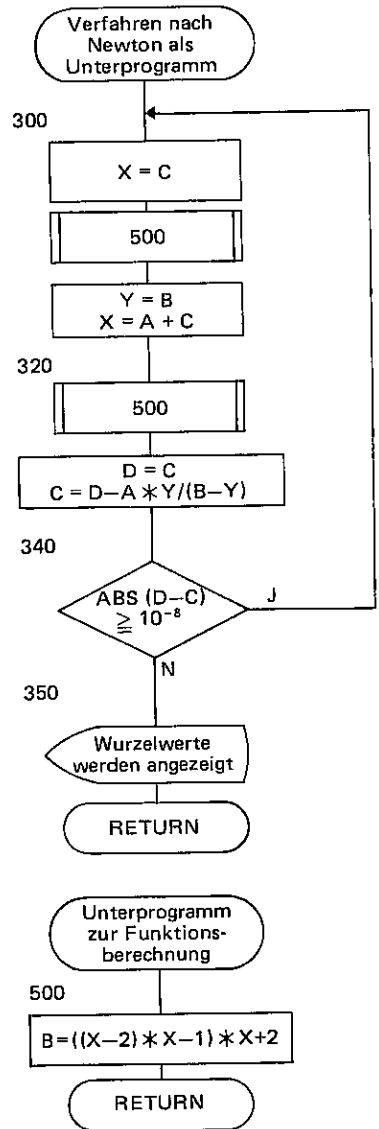 Verfahren nach
Newton als
Unterprogramm
300
X = C
500
Y = B
X = A + C
320
500
D = C
C = D–A * Y/(B–Y)
340
ABS (D–C)
≧ 10⁻⁸
J
N
350
Wurzelwerte
werden angezeigt
RETURN
Unterprogramm
zur Funktions-
berechnung
500
B=((X–2) * X–1) * X+2
RETURN